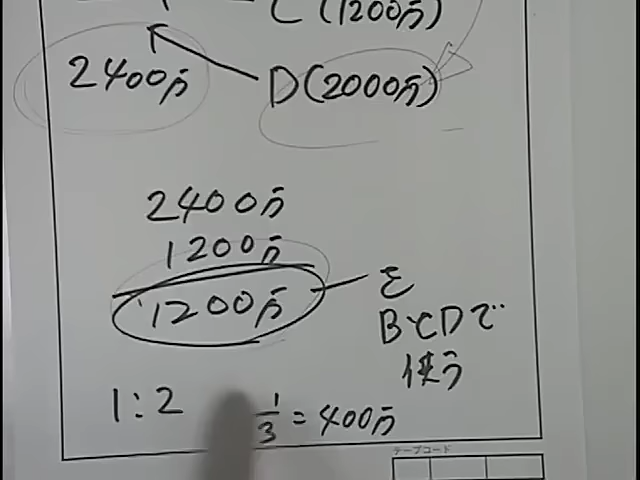 C(1200万)
2400万
D(2000万)
2400万
1200万
1200万
を
BとDで
使う
1:2
1/3=400万
テープコード